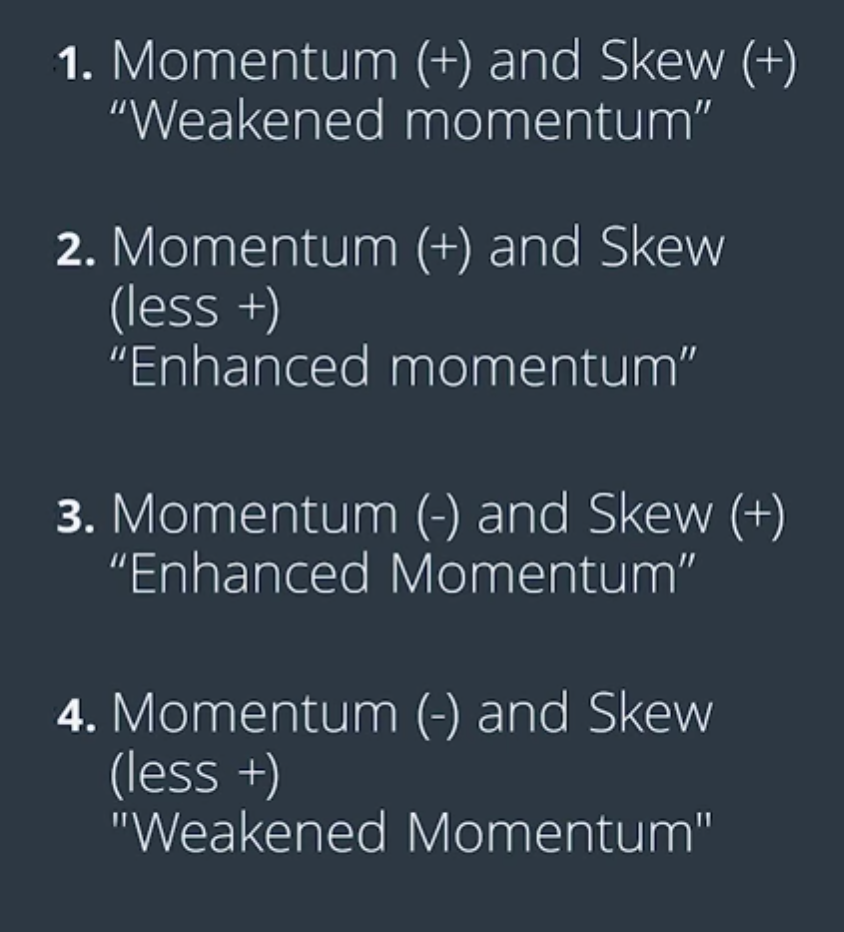 1. Momentum (+) and Skew (+)
“Weakened momentum”
2. Momentum (+) and Skew
(less +)
“Enhanced momentum”
3. Momentum (-) and Skew (+)
“Enhanced Momentum”
4. Momentum (-) and Skew
(less +)
"Weakened Momentum"